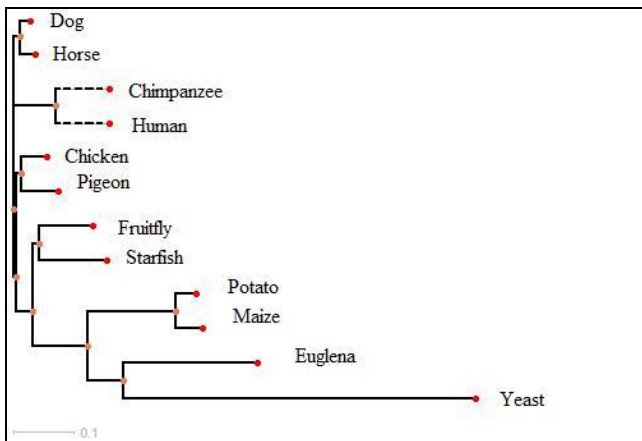 Dog
Horse
Chimpanzee
Human
Chicken
Pigeon
Fruitfly
Starfish
Potato
Maize
Euglena
Yeast
0.1